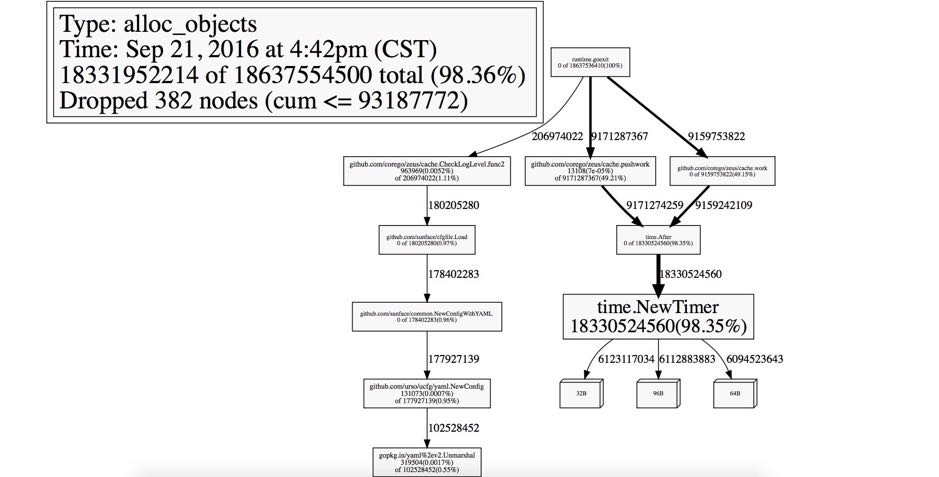 Type: alloc_objects
Time: Sep 21, 2016 at 4:42pm (CST)
18331952214 of 18637554500 total (98.36%)
Dropped 382 nodes (cum <= 93187772)
runtime.goexit
0 of 18637536410(100%)
206974022
9171287367
9159753822
github.com/corego/zeus/cache.CheckLogLevel.func2
963969(0.0052%)
of 206974022(1.11%)
github.com/corego/zeus/cache.pushwork
13108(7e-05%)
of 9171287367(49.21%)
github.com/corego/zeus/cache.work
0 of 9159753822(49.15%)
180205280
9171274259
9159242109
github.com/sunface/cfgfile.Load
0 of 180205280(0.97%)
time.After
0 of 18330524560(98.35%)
178402283
18330524560
github.com/sunface/common.NewConfigWithYAML
0 of 178402283(0.96%)
time.NewTimer
18330524560(98.35%)
177927139
6123117034
6112883883
6094523643
github.com/urso/ucfg/yaml.NewConfig
131073(0.0007%)
of 177927139(0.95%)
32B
96B
64B
102528452
gopkg.in/yaml%2ev2.Unmarshal
319504(0.0017%)
of 102528452(0.55%)